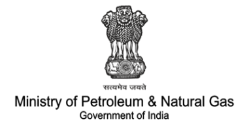 सत्यमेव जयते
Ministry of Petroleum & Natural Gas
Government of India